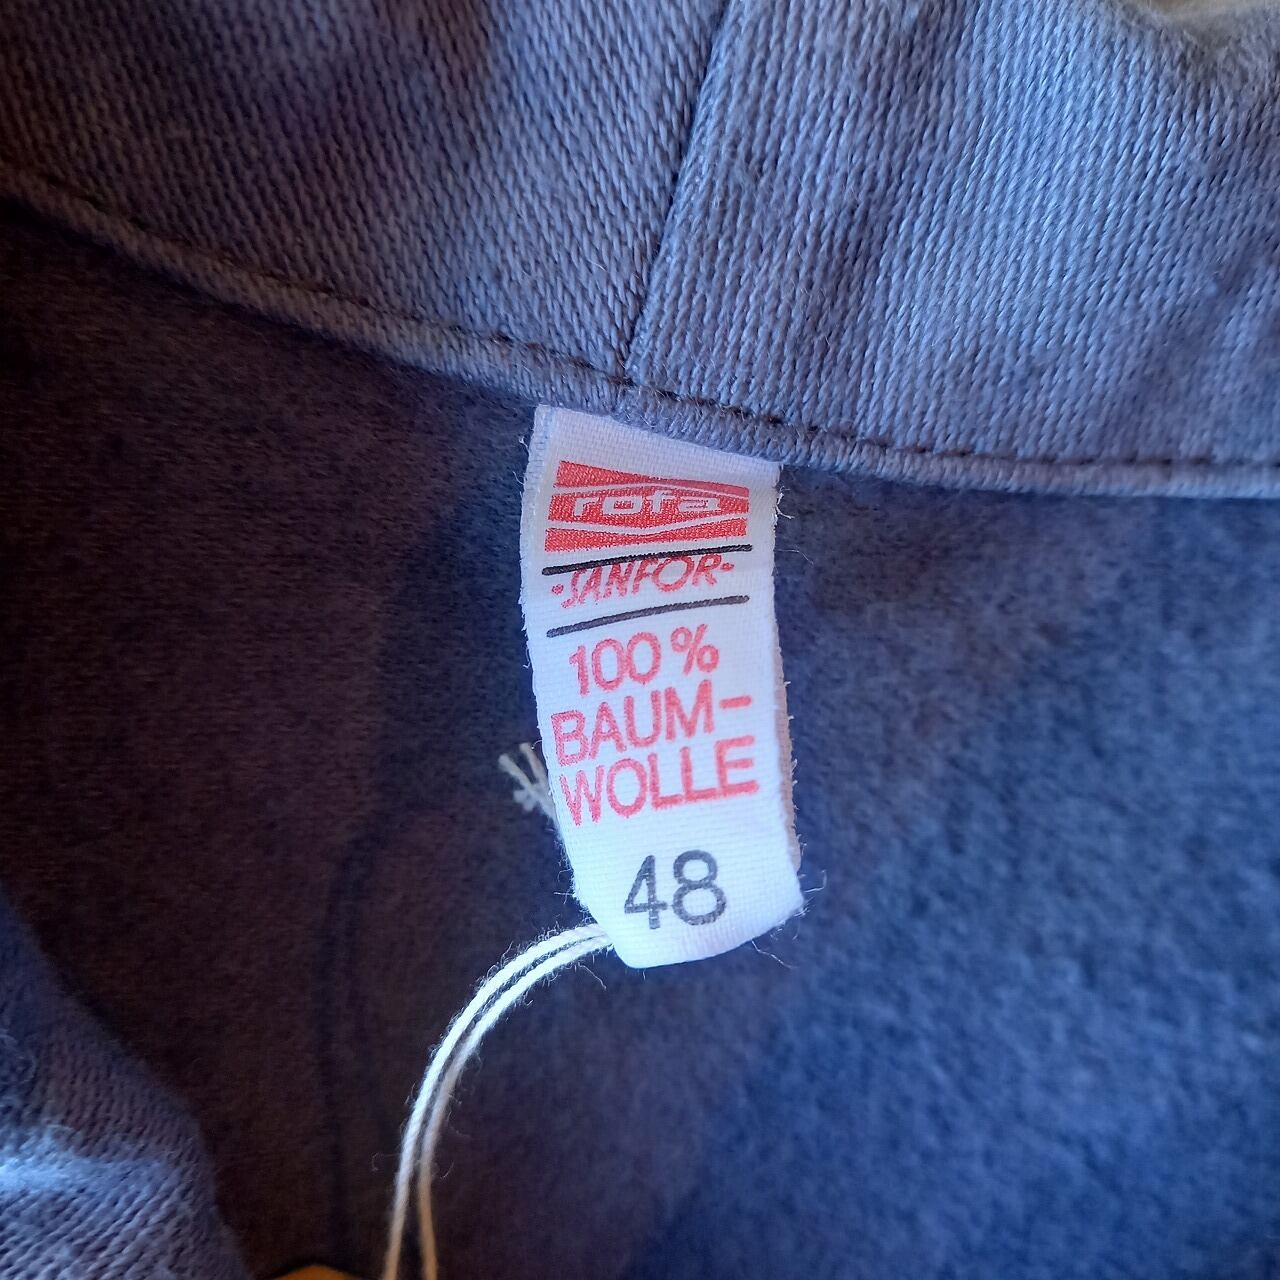 rofa
·SANFOR·
100%
BAUM-
WOLLE
48